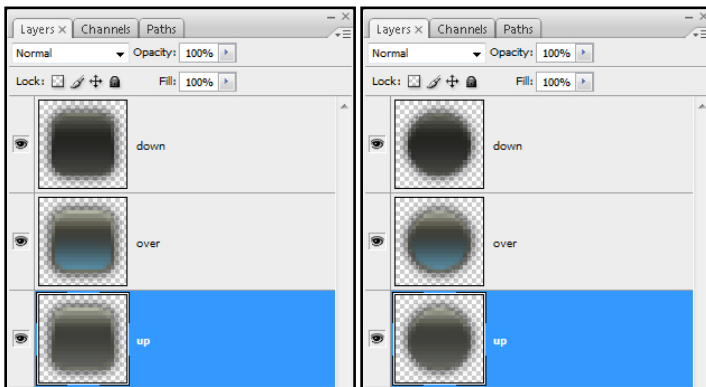 Layers × Channels Paths
Normal Opacity: 100%
Lock: Fill: 100%
down
over
up
Layers × Channels Paths
Normal Opacity: 100%
Lock: Fill: 100%
down
over
up